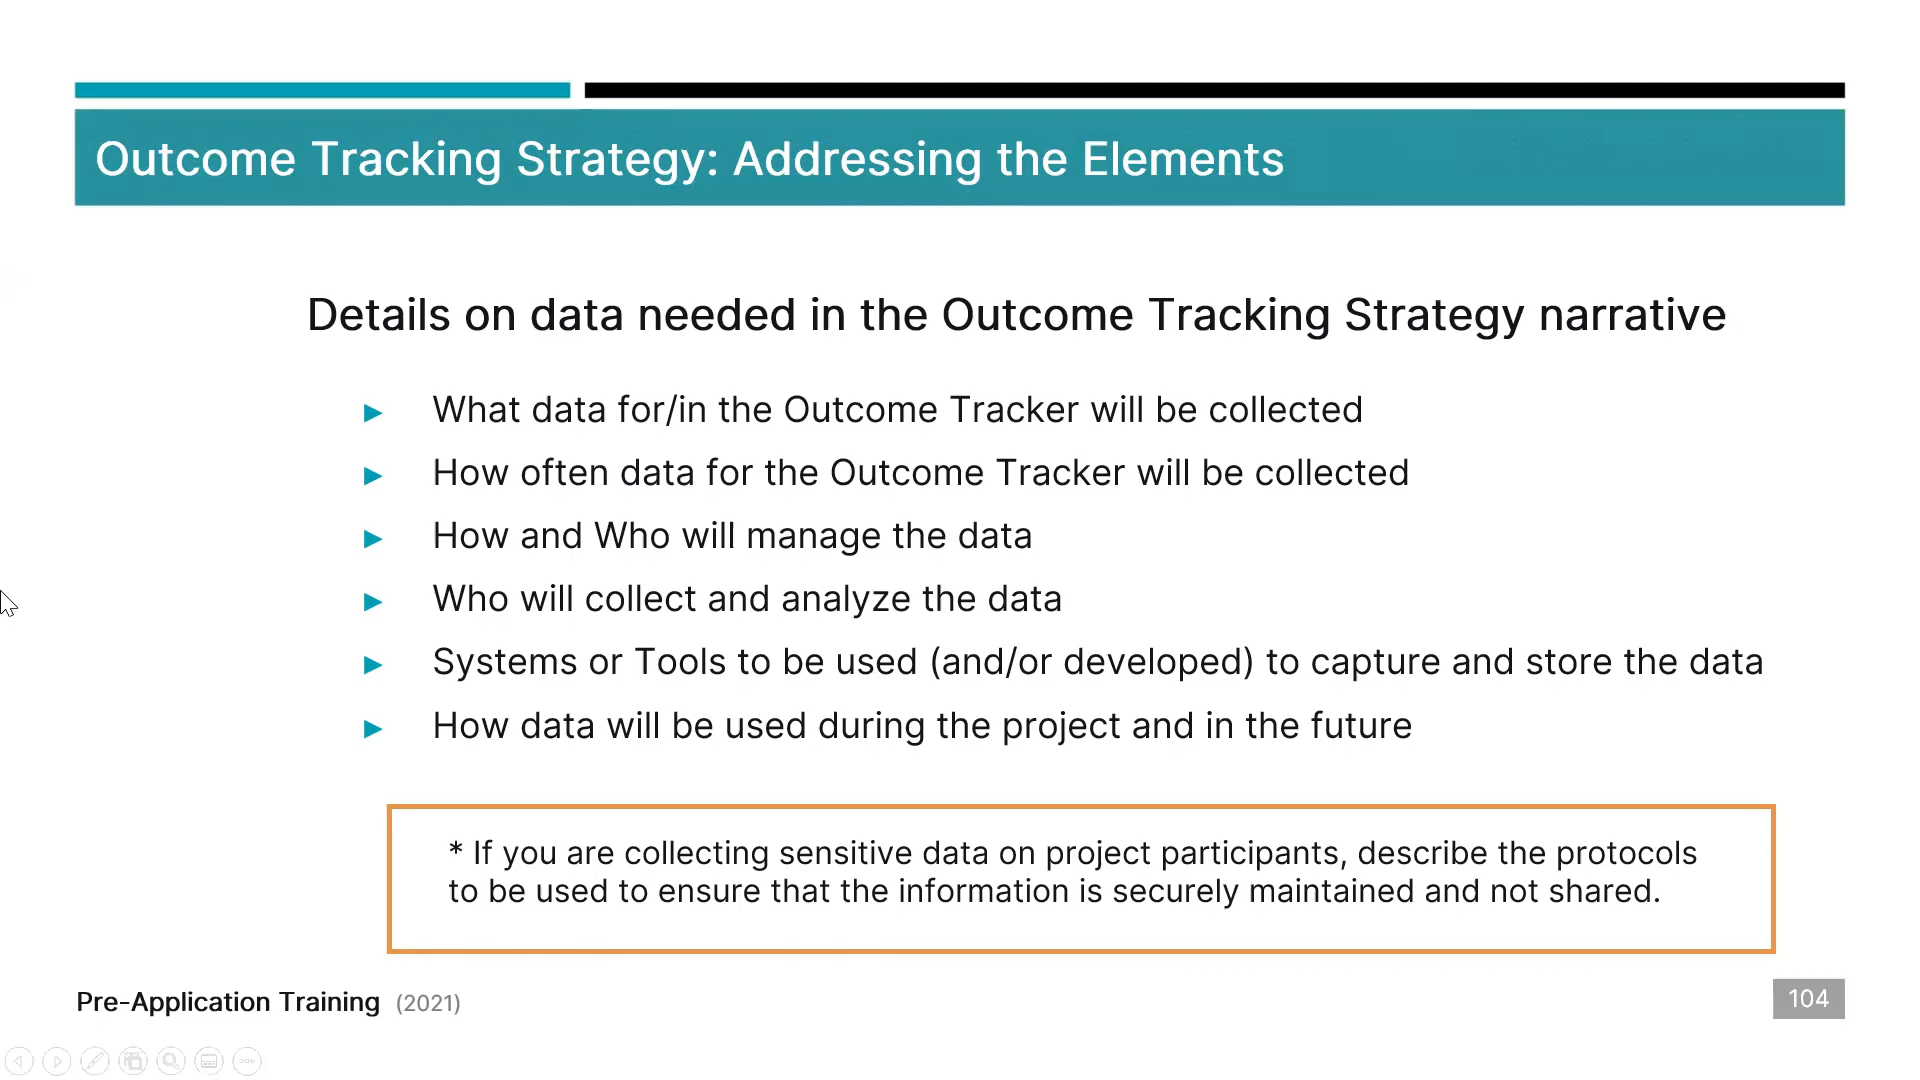 Outcome Tracking Strategy: Addressing the Elements
Details on data needed in the Outcome Tracking Strategy narrative
What data for/in the Outcome Tracker will be collected
How often data for the Outcome Tracker will be collected
How and Who will manage the data
Who will collect and analyze the data
Systems or Tools to be used (and/or developed) to capture and store the data
How data will be used during the project and in the future
* If you are collecting sensitive data on project participants, describe the protocols
to be used to ensure that the information is securely maintained and not shared.
Pre-Application Training (2021)
104